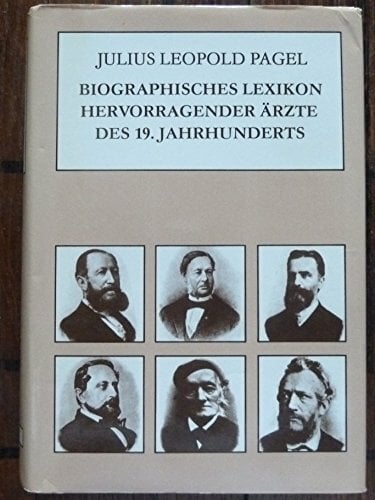 JULIUS LEOPOLD PAGEL
BIOGRAPHISCHES LEXIKON
HERVORRAGENDER ÄRZTE
DES 19. JAHRHUNDERTS